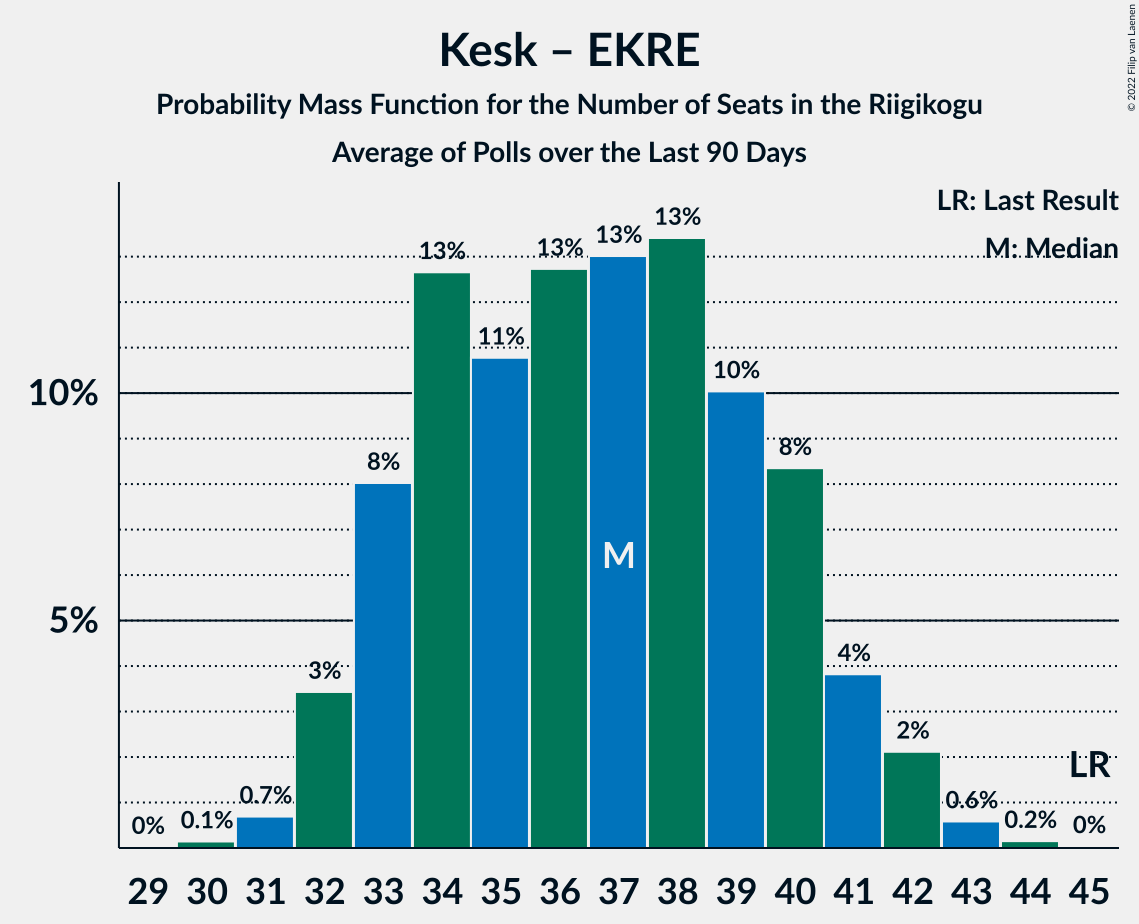 Kesk – EKRE
Probability Mass Function for the Number of Seats in the Riigikogu
Average of Polls over the Last 90 Days
© 2022 Filip van Laenen
LR: Last Result
M: Median
10%
5%
0%
0.1%
0.7%
3%
8%
13%
11%
13%
13%
13%
10%
8%
4%
2%
0.6%
0.2%
0%
M
LR
29 30 31 32 33 34 35 36 37 38 39 40 41 42 43 44 45